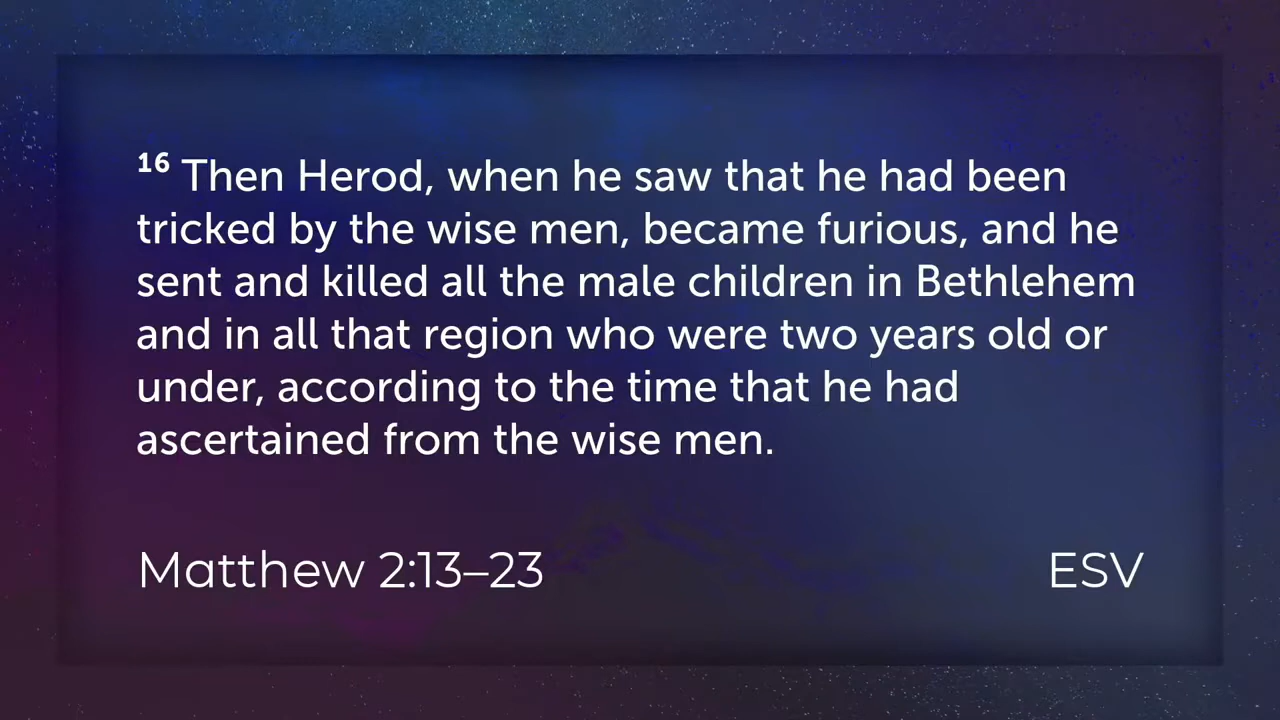 16 Then Herod, when he saw that he had been
tricked by the wise men, became furious, and he
sent and killed all the male children in Bethlehem
and in all that region who were two years old or
under, according to the time that he had
ascertained from the wise men.
Matthew 2:13–23 ESV